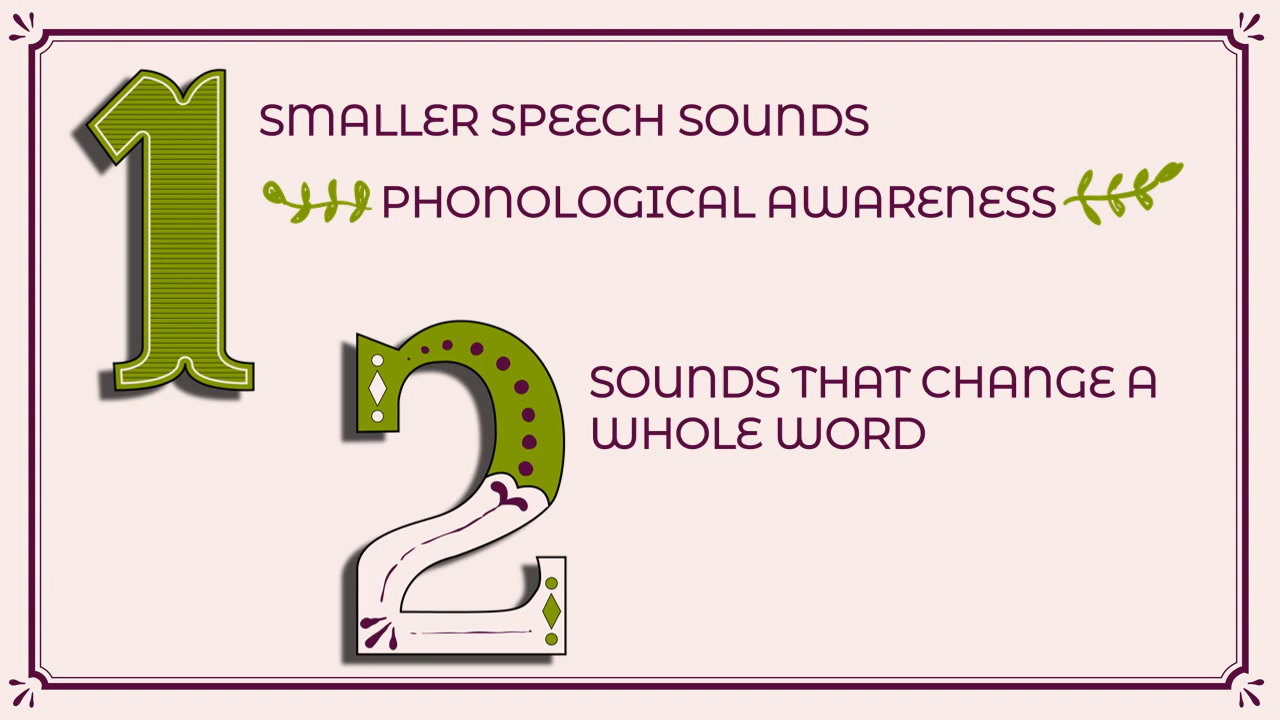 1
SMALLER SPEECH SOUNDS
PHONOLOGICAL AWARENESS
2
SOUNDS THAT CHANGE A
WHOLE WORD